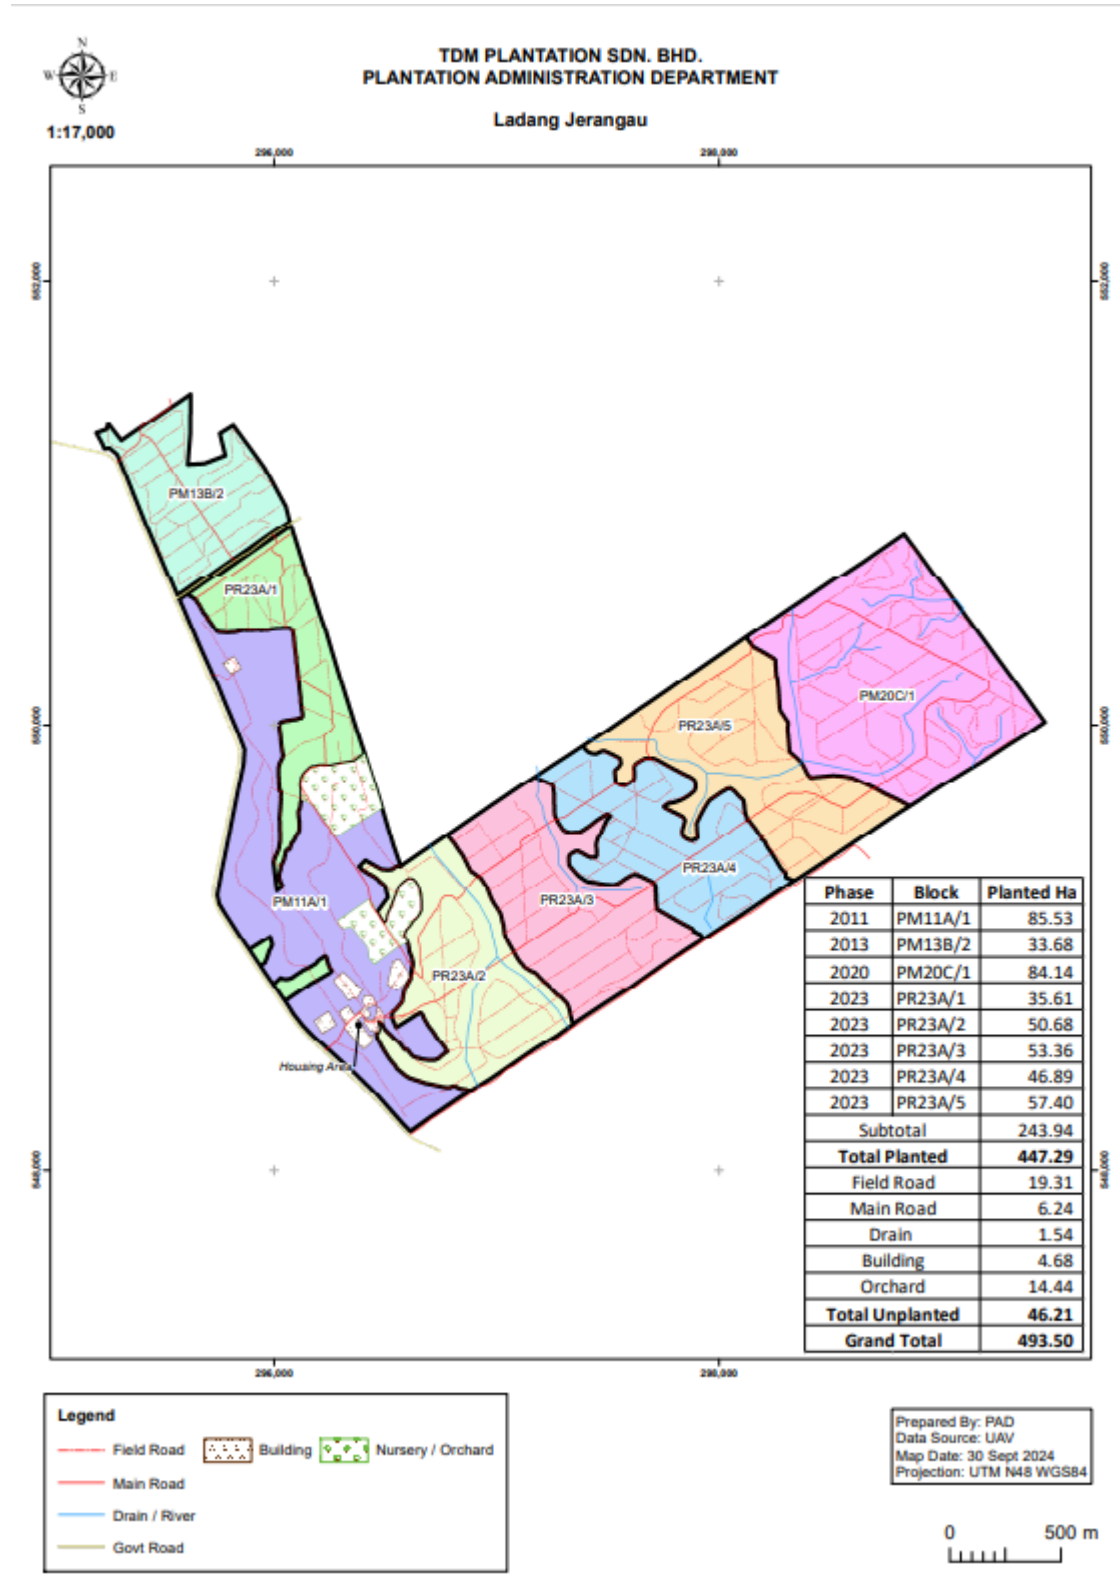 TDM PLANTATION SDN. BHD.
PLANTATION ADMINISTRATION DEPARTMENT
Ladang Jerangau
N
W E
S
1:17,000
296,000 298,000
552,000 552,000
550,000 550,000
548,000 548,000
296,000 298,000
PM13B/2
PR23A/1
PM20C/1
PR23A/5
PR23A/4
PR23A/3
PM11A/1
PR23A/2
Housing Area
Phase Block Planted Ha
2011 PM11A/1 85.53
2013 PM13B/2 33.68
2020 PM20C/1 84.14
2023 PR23A/1 35.61
2023 PR23A/2 50.68
2023 PR23A/3 53.36
2023 PR23A/4 46.89
2023 PR23A/5 57.40
Subtotal 243.94
Total Planted 447.29
Field Road 19.31
Main Road 6.24
Drain 1.54
Building 4.68
Orchard 14.44
Total Unplanted 46.21
Grand Total 493.50
Legend
Field Road Building Nursery / Orchard
Main Road
Drain / River
Govt Road
Prepared By: PAD
Data Source: UAV
Map Date: 30 Sept 2024
Projection: UTM N48 WGS84
0 500 m